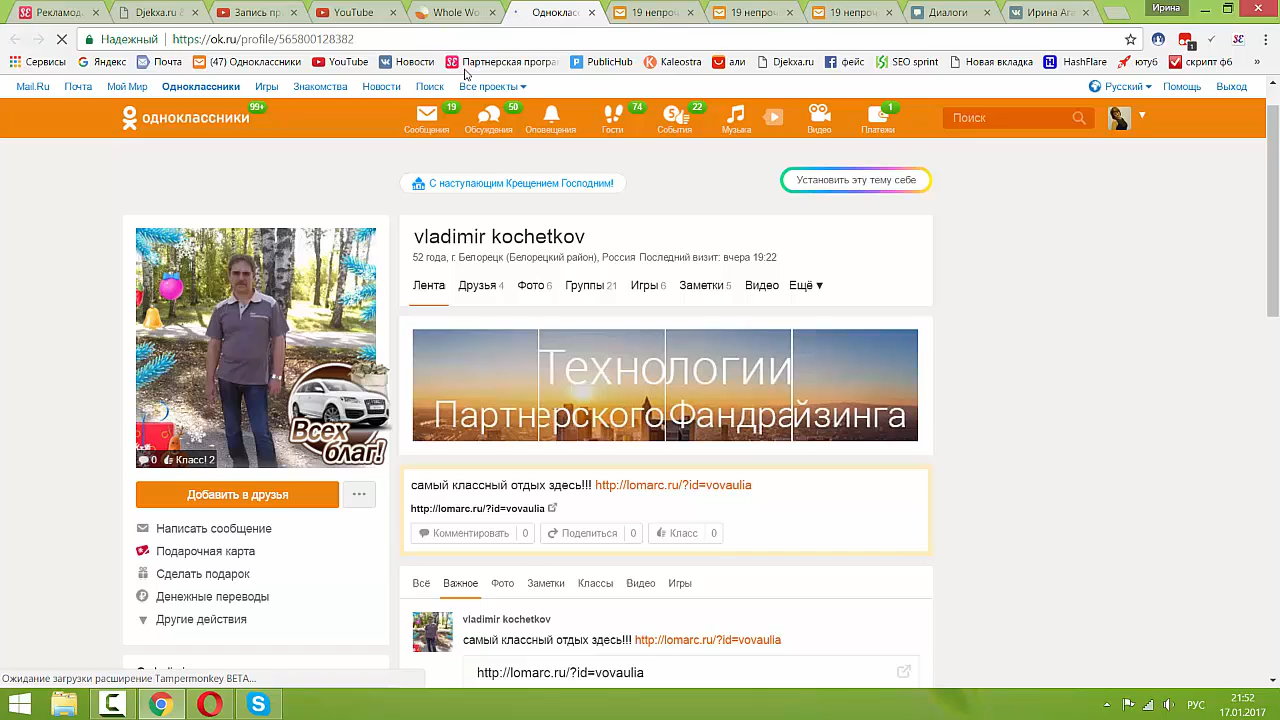 Рекламод
Djekxa.ru
Запись пр
YouTube
Whole Wo
Однокласс
19 непроч
19 непроч
19 непроч
Диалоги
Ирина Ага
Ирина
Надежный
https://ok.ru/profile/565800128382
Сервисы
Яндекс
Почта
(47) Одноклассники
YouTube
Новости
Партнерская програ
PublicHub
Kaleostra
али
Djekxa.ru
фейс
SEO sprint
Новая вкладка
HashFlare
ютуб
скрипт фб
Mail.Ru
Почта
Мой Мир
Одноклассники
Игры
Знакомства
Новости
Поиск
Все проекты
Русский
Помощь
Выход
одноклассники
99+
19
50
74
22
1
Сообщения
Обсуждения
Оповещения
Гости
События
Музыка
Видео
Платежи
Поиск
С наступающим Крещением Господним!
Установить эту тему себе
vladimir kochetkov
52 года, г. Белорецк (Белорецкий район), Россия Последний визит: вчера 19:22
Лента
Друзья 4
Фото 6
Группы 21
Игры 6
Заметки 5
Видео
Ещё ▾
Технологии
Партнерского Фандрайзинга
Всех
благ!
0 Класс! 2
самый классный отдых здесь!!! http://lomarc.ru/?id=vovaulia
http://lomarc.ru/?id=vovaulia
Комментировать 0
Поделиться 0
Класс 0
Добавить в друзья
Написать сообщение
Подарочная карта
Сделать подарок
Денежные переводы
Другие действия
Всё
Важное
Фото
Заметки
Классы
Видео
Игры
vladimir kochetkov
самый классный отдых здесь!!! http://lomarc.ru/?id=vovaulia
http://lomarc.ru/?id=vovaulia
Ожидание загрузки расширение Tampermonkey BETA...
РУС
21:52
17.01.2017